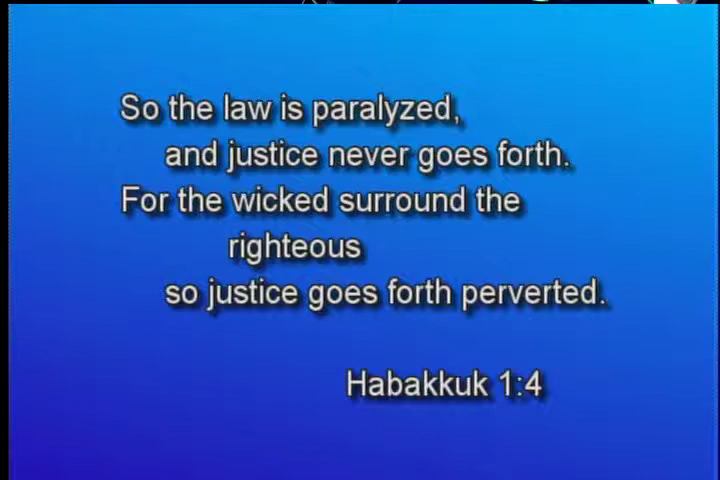 So the law is paralyzed,
and justice never goes forth.
For the wicked surround the
righteous
so justice goes forth perverted.
Habakkuk 1:4